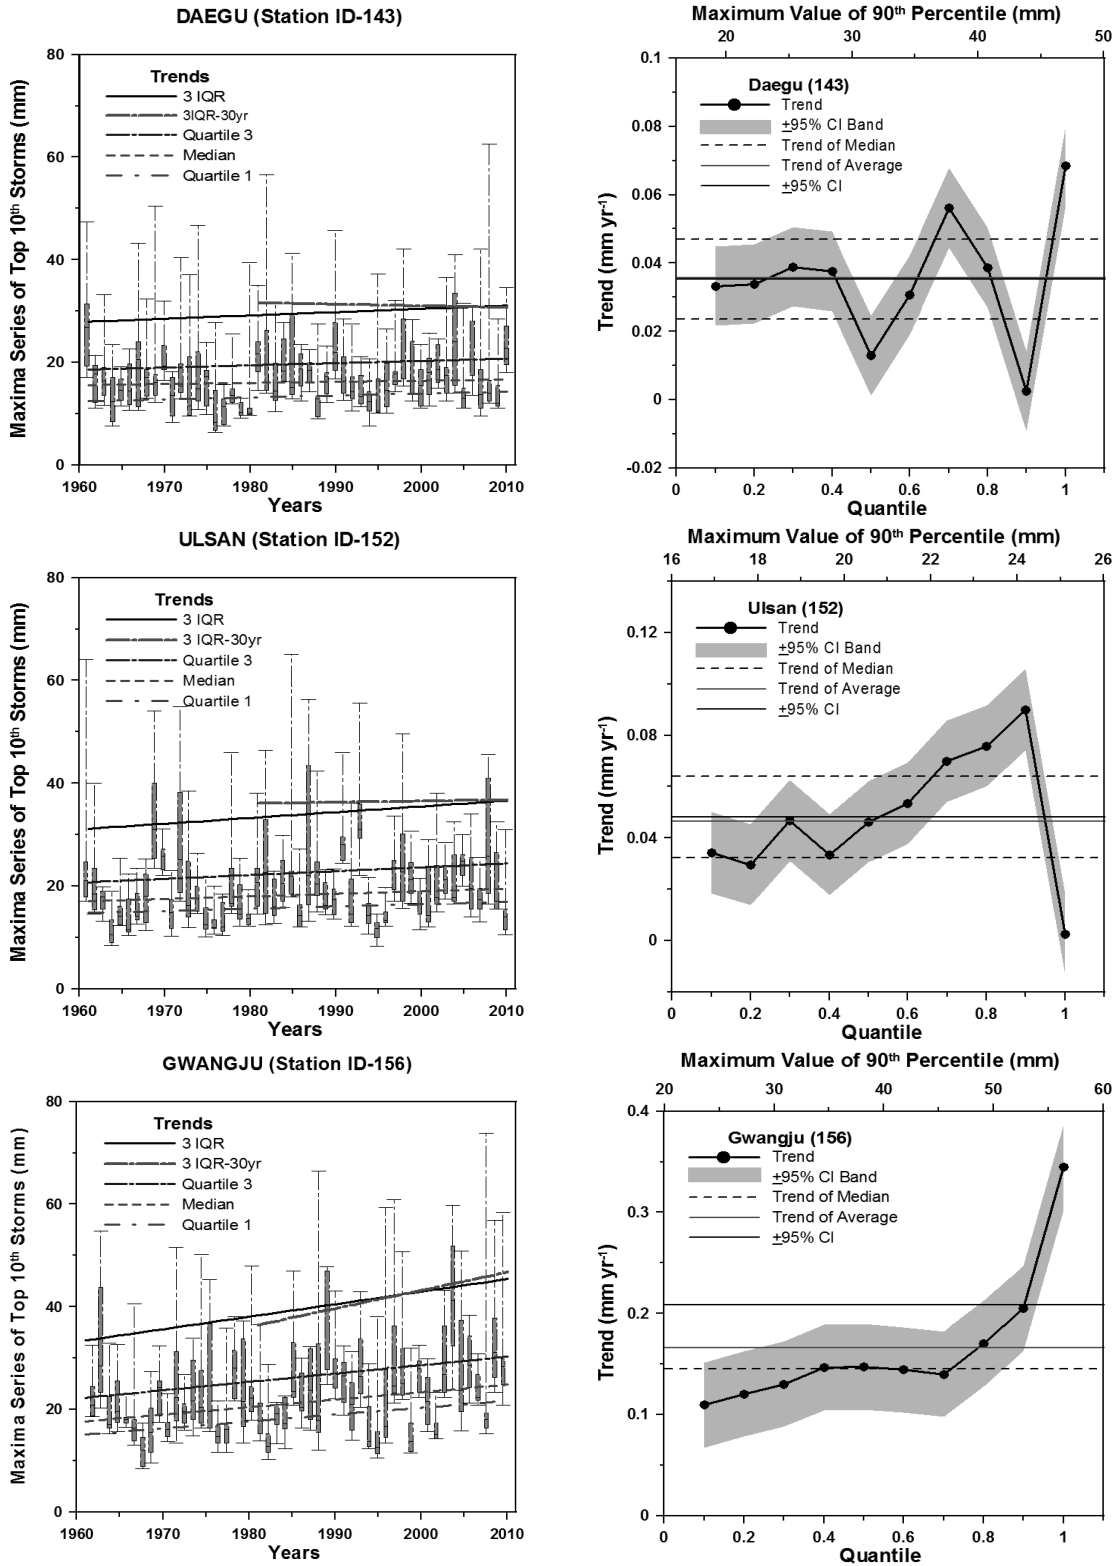 DAEGU (Station ID-143)
Maxima Series of Top 10th Storms (mm)
80
60
40
20
0
Trends
3 IQR
3IQR-30yr
Quartile 3
Median
Quartile 1
1960 1970 1980 1990 2000 2010
Years
Maximum Value of 90th Percentile (mm)
22 28 34 40 44 50
Trend (mm yr-1)
0.1
0.08
0.06
0.04
0.02
0
-0.02
Daegu (143)
Trend
±95% CI Band
Trend of Median
Trend of Average
±95% CI
0 0.2 0.4 0.6 0.8 1
Quantile
ULSAN (Station ID-152)
Maxima Series of Top 10th Storms (mm)
80
60
40
20
0
Trends
3 IQR
3 IQR-30yr
Quartile 3
Median
Quartile 1
1960 1970 1980 1990 2000 2010
Years
Maximum Value of 90th Percentile (mm)
16 18 20 22 24 26
Trend (mm yr-1)
0.12
0.08
0.04
0
Ulsan (152)
Trend
±95% CI Band
Trend of Median
Trend of Average
±95% CI
0 0.2 0.4 0.6 0.8 1
Quantile
GWANGJU (Station ID-156)
Maxima Series of Top 10th Storms (mm)
80
60
40
20
0
Trends
3 IQR
3 IQR-30yr
Quartile 3
Median
Quartile 1
1960 1970 1980 1990 2000 2010
Years
Maximum Value of 90th Percentile (mm)
20 30 40 50 60
Trend (mm yr-1)
0.4
0.3
0.2
0.1
0
Gwangju (156)
Trend
±95% CI Band
Trend of Median
Trend of Average
±95% CI
0 0.2 0.4 0.6 0.8 1
Quantile